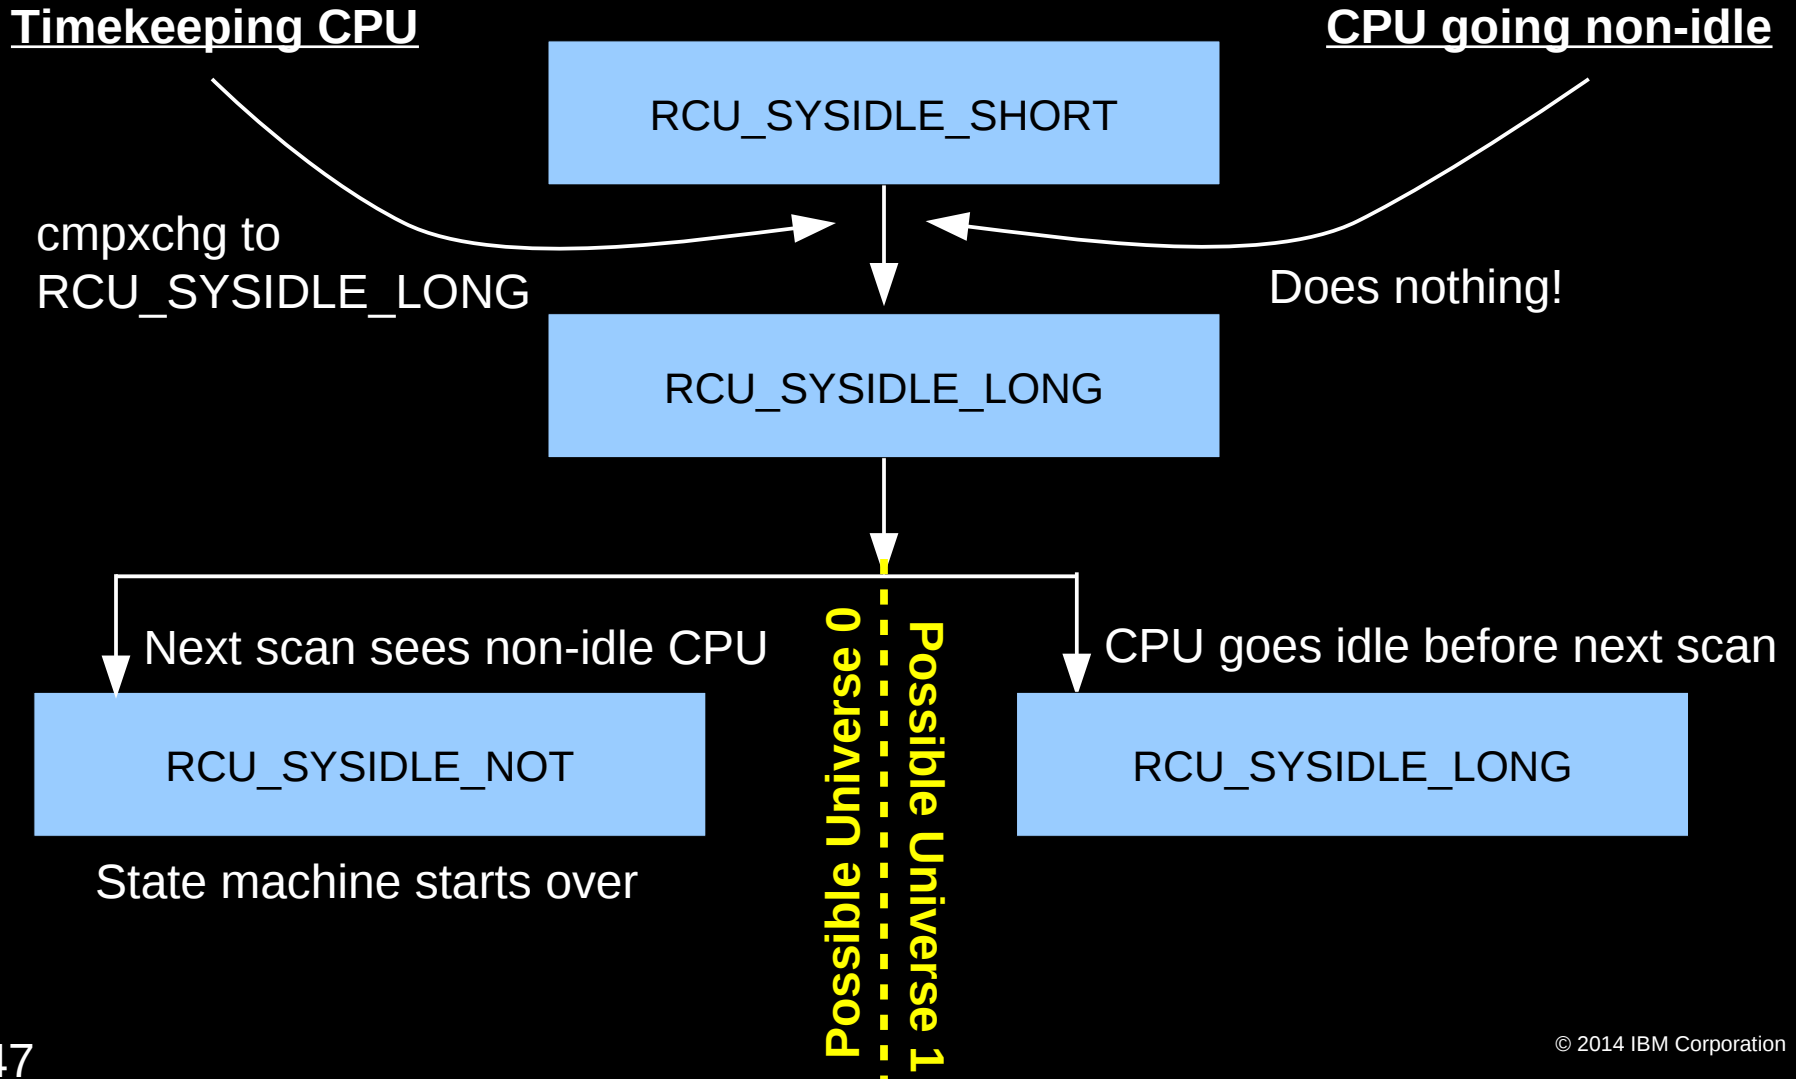 Timekeeping CPU
CPU going non-idle
RCU_SYSIDLE_SHORT
cmpxchg to
RCU_SYSIDLE_LONG
Does nothing!
RCU_SYSIDLE_LONG
Next scan sees non-idle CPU
CPU goes idle before next scan
Possible Universe 0
Possible Universe 1
RCU_SYSIDLE_NOT
RCU_SYSIDLE_LONG
State machine starts over
47
© 2014 IBM Corporation